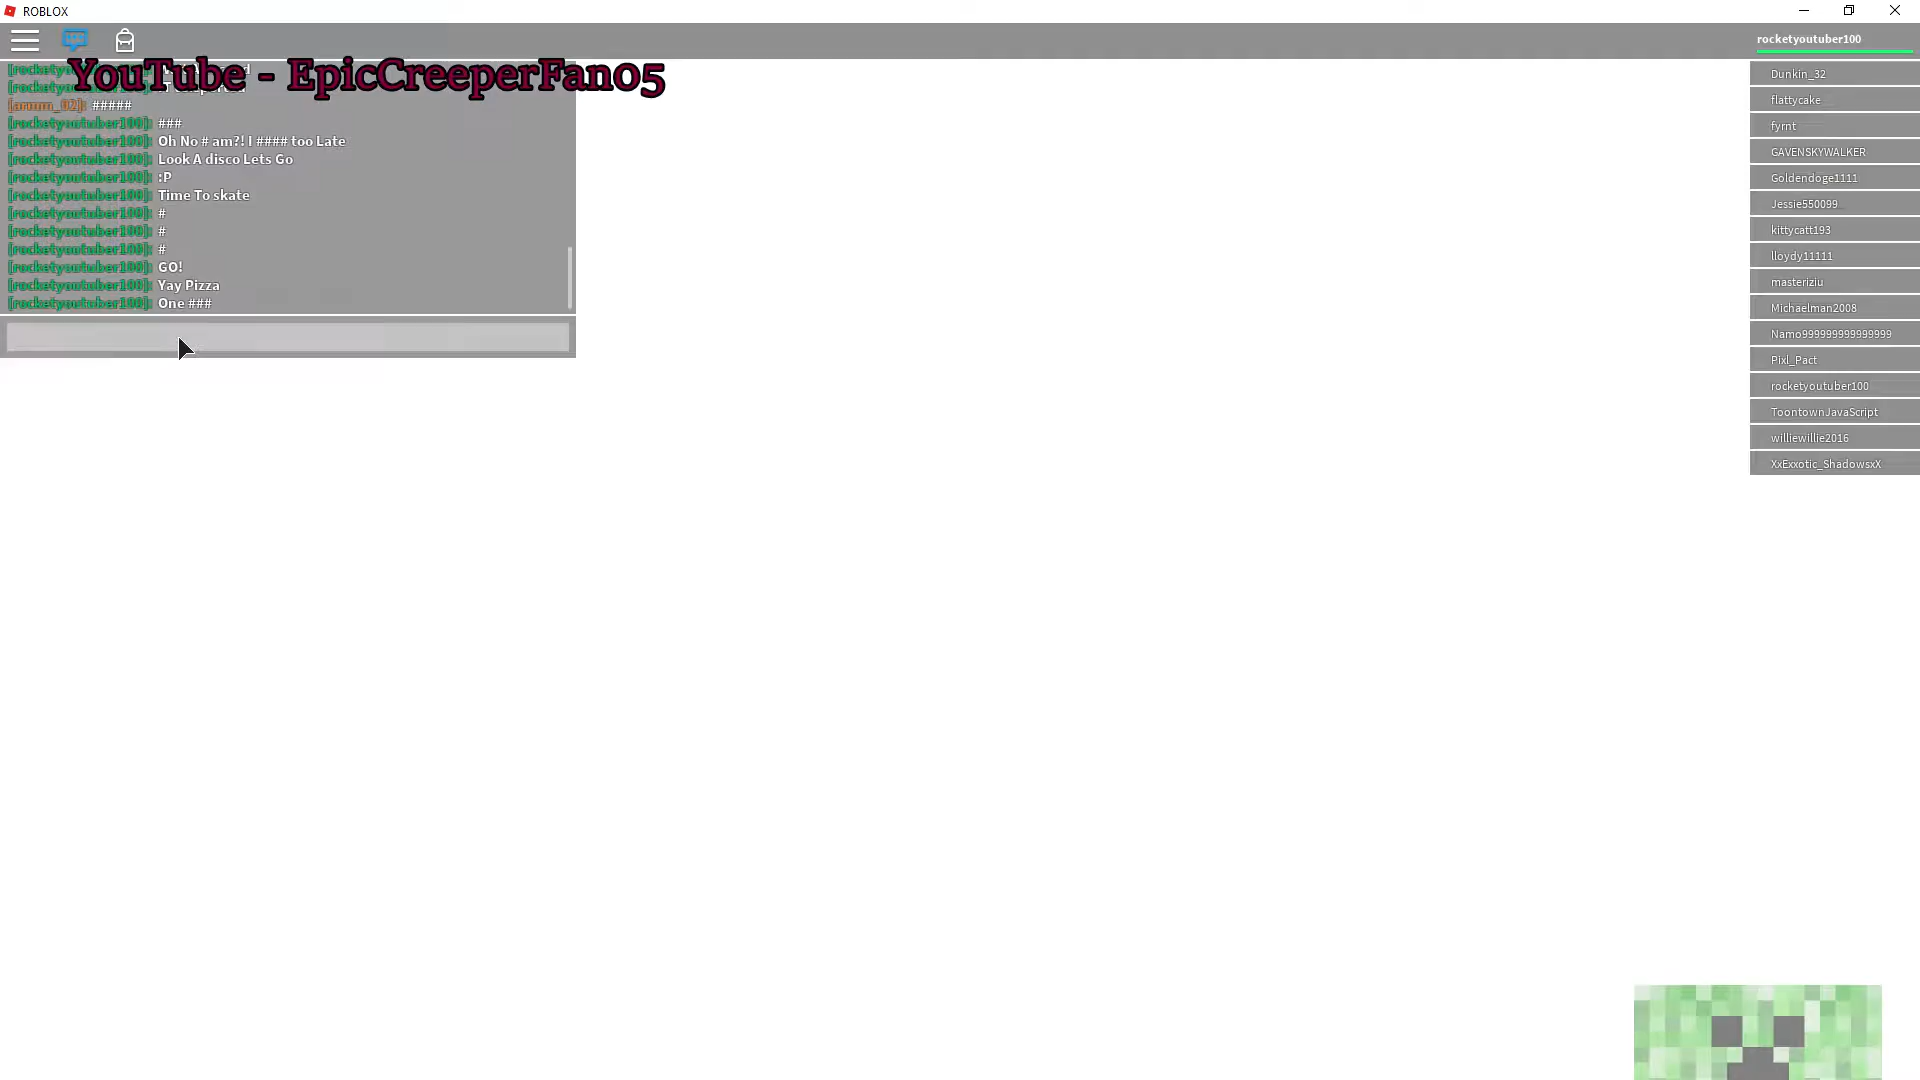 ROBLOX
rocketyoutuber100
YouTube - EpicCreeperFan05
[arnum_02]: #####
[rocketyoutuber100]: ###
[rocketyoutuber100]: Oh No # am?! I #### too Late
[rocketyoutuber100]: Look A disco Lets Go
[rocketyoutuber100]: :P
[rocketyoutuber100]: Time To skate
[rocketyoutuber100]: #
[rocketyoutuber100]: #
[rocketyoutuber100]: #
[rocketyoutuber100]: GO!
[rocketyoutuber100]: Yay Pizza
[rocketyoutuber100]: One ###
Dunkin_32
flattycake
fyrnt
GAVENSKYWALKER
Goldendoge1111
Jessie550099
kittycatt193
lloydy11111
masteriziu
Michaelman2008
Namo999999999999999
Pixl_Pact
rocketyoutuber100
ToontownJavaScript
williewillie2016
XxExxotic_ShadowsxX